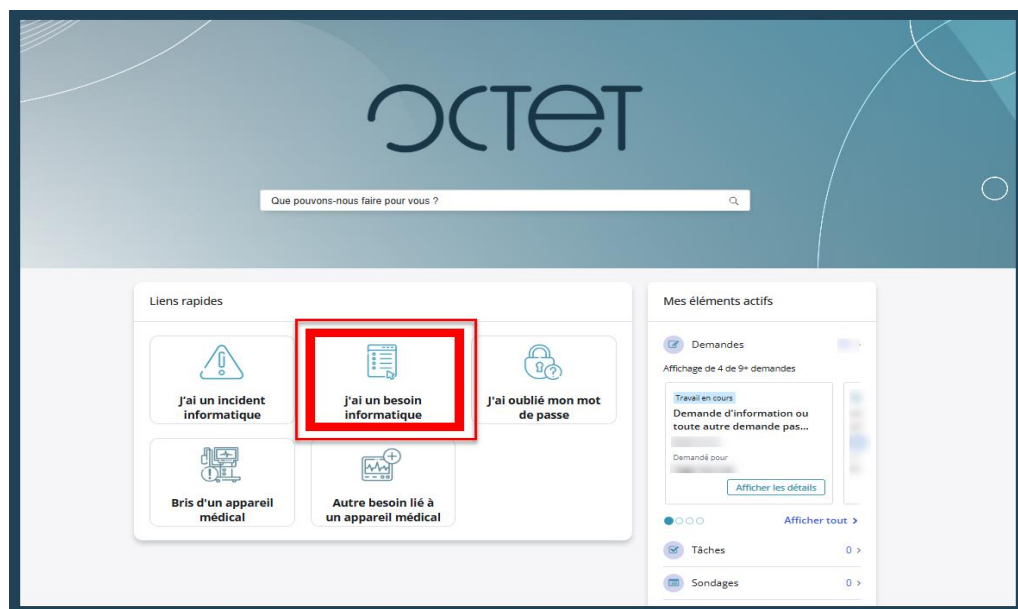 OCTET
Que pouvons-nous faire pour vous ?
Liens rapides
J'ai un incident
informatique
j'ai un besoin
informatique
J'ai oublié mon mot
de passe
Bris d'un appareil
médical
Autre besoin lié à
un appareil médical
Mes éléments actifs
Demandes
Affichage de 4 de 9+ demandes
Travail en cours
Demande d'information ou
toute autre demande pas...
Demandé pour
Afficher les détails
Afficher tout >
Tâches 0 >
Sondages 0 >